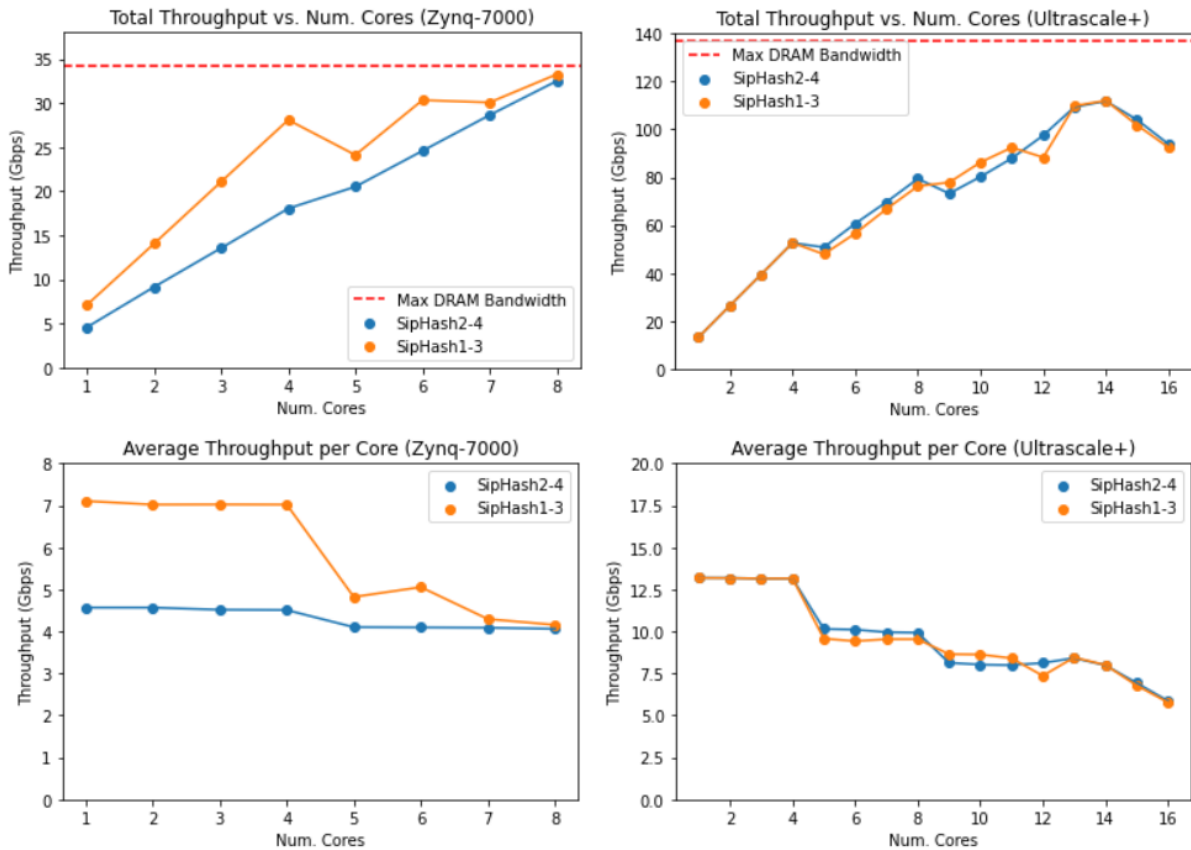 Total Throughput vs. Num. Cores (Zynq-7000)
Throughput (Gbps)
35
30
25
20
15
10
5
0
Max DRAM Bandwidth
SipHash2-4
SipHash1-3
1 2 3 4 5 6 7 8
Num. Cores
Total Throughput vs. Num. Cores (Ultrascale+)
Throughput (Gbps)
140
120
100
80
60
40
20
0
Max DRAM Bandwidth
SipHash2-4
SipHash1-3
2 4 6 8 10 12 14 16
Num. Cores
Average Throughput per Core (Zynq-7000)
Throughput (Gbps)
8
7
6
5
4
3
2
1
0
SipHash2-4
SipHash1-3
1 2 3 4 5 6 7 8
Num. Cores
Average Throughput per Core (Ultrascale+)
Throughput (Gbps)
20.0
17.5
15.0
12.5
10.0
7.5
5.0
2.5
0.0
SipHash2-4
SipHash1-3
2 4 6 8 10 12 14 16
Num. Cores